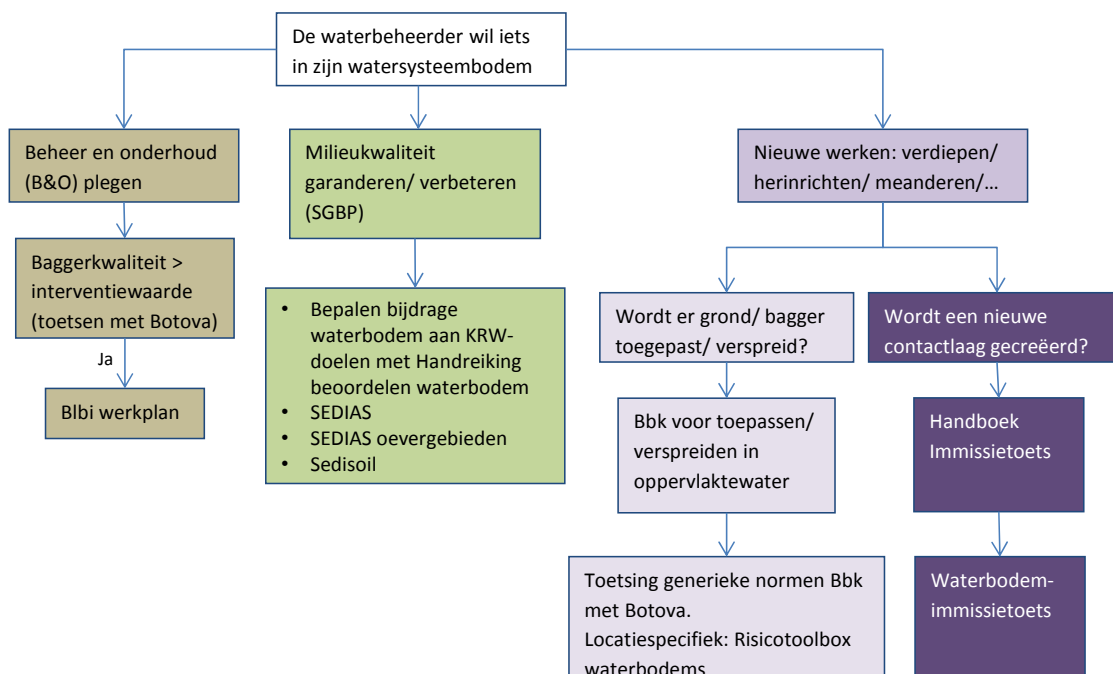 De waterbeheerder wil iets
in zijn watersysteembodem
Beheer en onderhoud
(B&O) plegen
Baggerkwaliteit >
interventiewaarde
(toetsen met Botova)
Ja
Blbi werkplan
Milieukwaliteit
garanderen/ verbeteren
(SGBP)
• Bepalen bijdrage
waterbodem aan KRW-
doelen met Handreiking
beoordelen waterbodem
• SEDIAS
• SEDIAS oevergebieden
• Sedisoil
Nieuwe werken: verdiepen/
herinrichten/ meanderen/...
Wordt er grond/ bagger
toegepast/ verspreid?
Bbk voor toepassen/
verspreiden in
oppervlaktewater
Toetsing generieke normen Bbk
met Botova.
Locatiespecifiek: Risicotoolbox
waterbodems
Wordt een nieuwe
contactlaag gecreëerd?
Handboek
Immissietoets
Waterbodem-
immissietoets